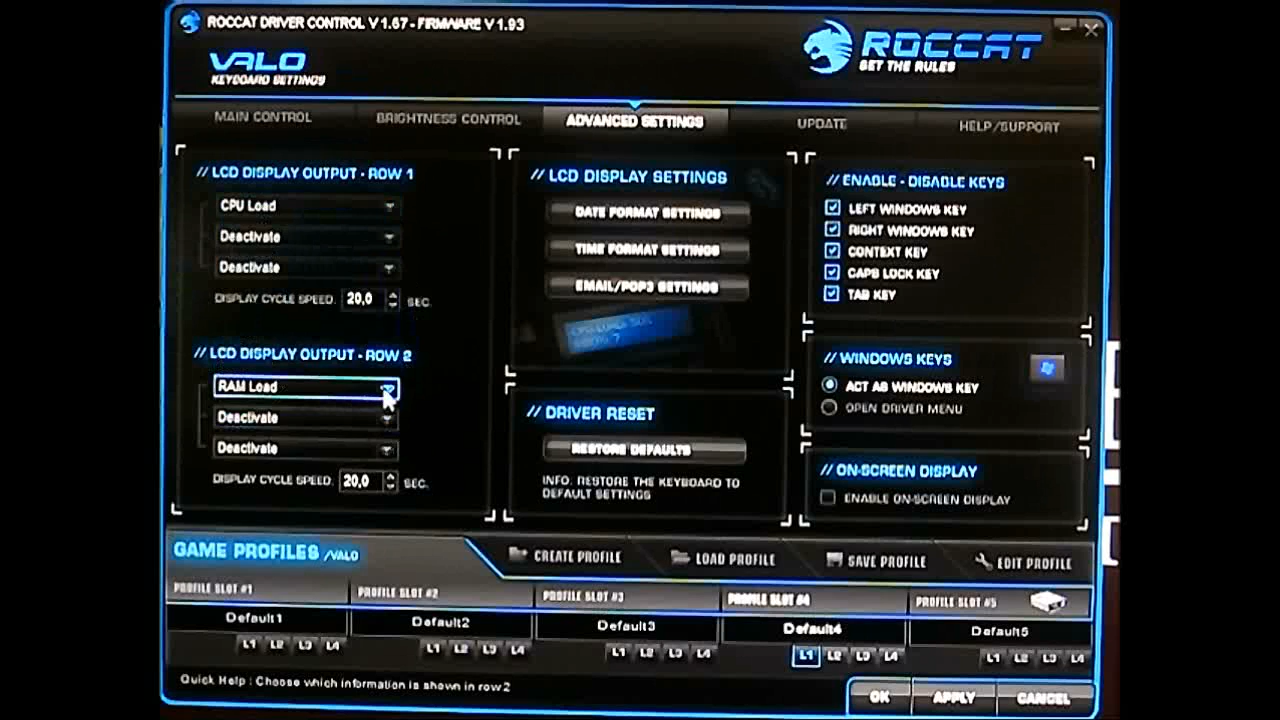 ROCCAT DRIVER CONTROL V 1.67 - FIRMWARE V 1.93
VALO
KEYBOARD SETTINGS
ROCCAT
SET THE RULES
MAIN CONTROL
BRIGHTNESS CONTROL
ADVANCED SETTINGS
UPDATE
HELP/SUPPORT
// LCD DISPLAY OUTPUT - ROW 1
CPU Load
Deactivate
Deactivate
DISPLAY CYCLE SPEED: 20,0 SEC.
// LCD DISPLAY OUTPUT - ROW 2
RAM Load
Deactivate
Deactivate
DISPLAY CYCLE SPEED: 20,0 SEC.
// LCD DISPLAY SETTINGS
DATE FORMAT SETTINGS
TIME FORMAT SETTINGS
EMAIL/POP3 SETTINGS
// DRIVER RESET
RESTORE DEFAULTS
INFO: RESTORE THE KEYBOARD TO
DEFAULT SETTINGS
// ENABLE - DISABLE KEYS
LEFT WINDOWS KEY
RIGHT WINDOWS KEY
CONTEXT KEY
CAPS LOCK KEY
TAB KEY
// WINDOWS KEYS
ACT AS WINDOWS KEY
OPEN DRIVER MENU
// ON-SCREEN DISPLAY
ENABLE ON-SCREEN DISPLAY
GAME PROFILES /VALO
CREATE PROFILE
LOAD PROFILE
SAVE PROFILE
EDIT PROFILE
PROFILE SLOT #1
PROFILE SLOT #2
PROFILE SLOT #3
PROFILE SLOT #4
PROFILE SLOT #5
Default1
Default2
Default3
Default4
Default5
L1 L2 L3 L4
L1 L2 L3 L4
L1 L2 L3 L4
L1 L2 L3 L4
L1 L2 L3 L4
Quick Help : Choose which information is shown in row2
OK
APPLY
CANCEL